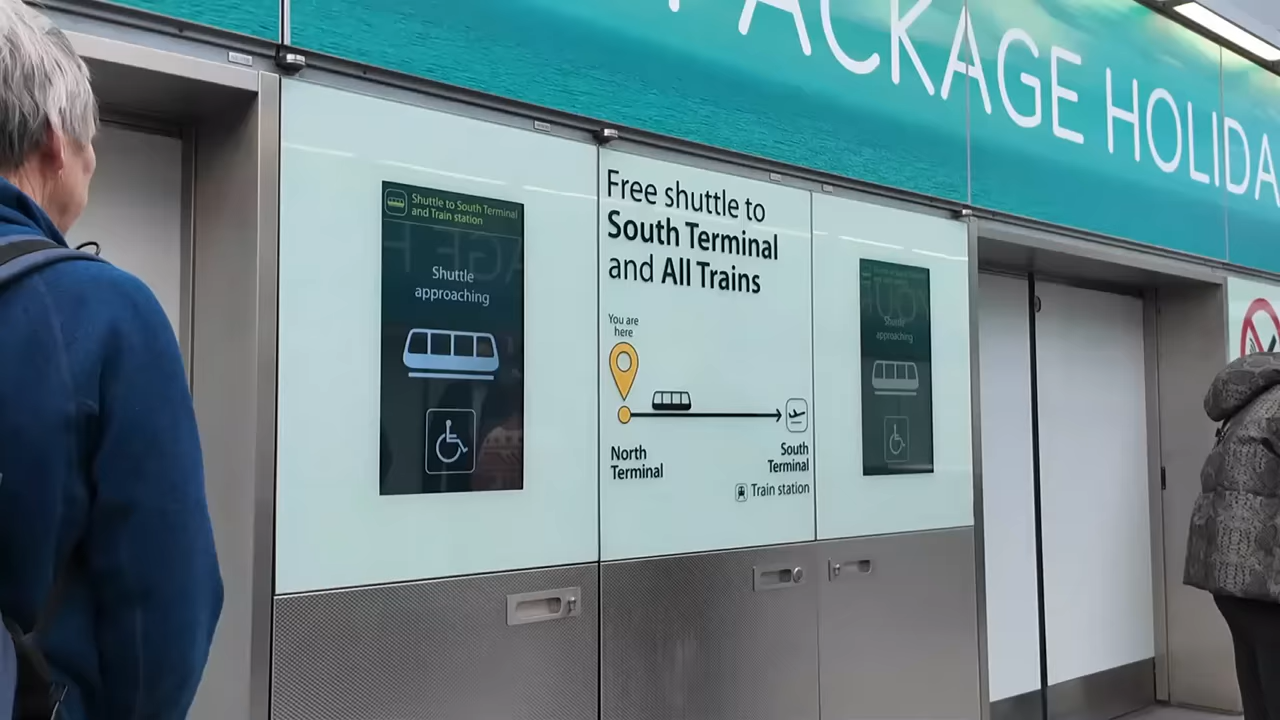 PACKAGE HOLIDA
Shuttle to South Terminal
and Train station
Shuttle
approaching
Free shuttle to
South Terminal
and All Trains
You are
here
North
Terminal
South
Terminal
Train station
Shuttle
approaching